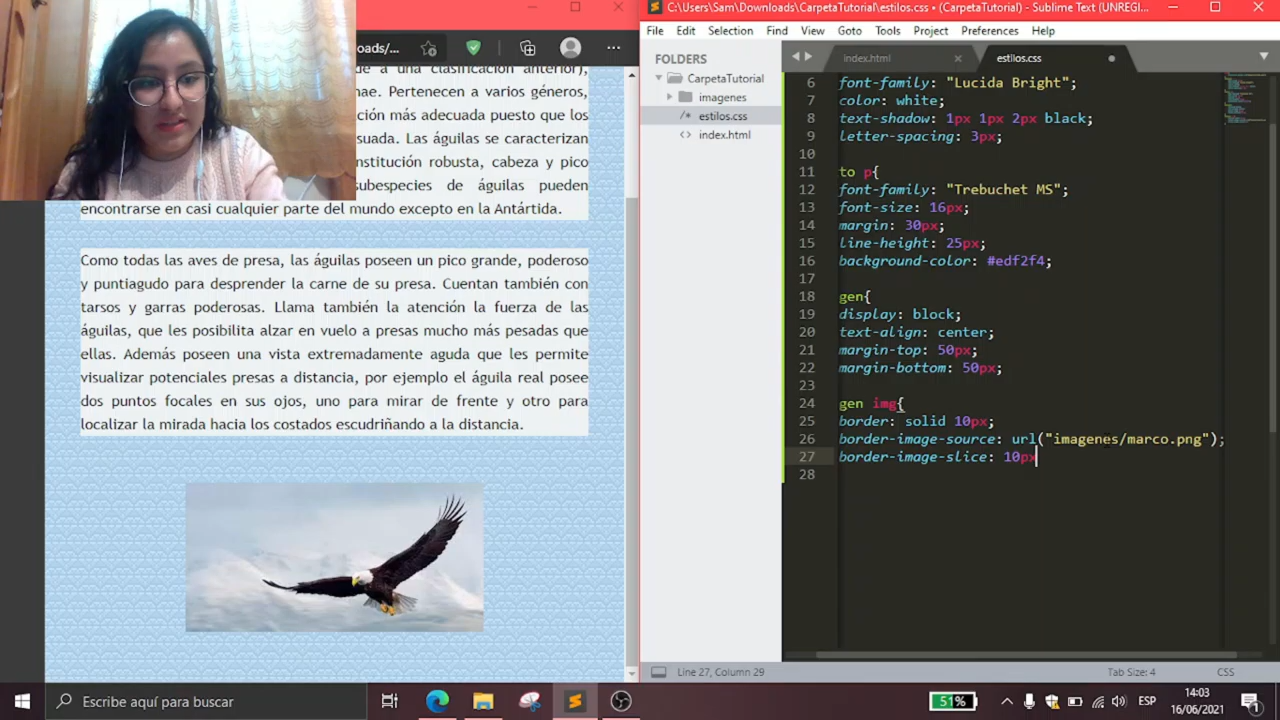 C:\Users\Sam\Downloads\CarpetaTutorial\estilos.css • (CarpetaTutorial) - Sublime Text (UNREGI...
File Edit Selection Find View Goto Tools Project Preferences Help
oads/...
FOLDERS
CarpetaTutorial
imagenes
estilos.css
index.html
index.html
estilos.css
de a una clasificación anterior),
nae. Pertenecen a varios géneros,
ción más adecuada puesto que los
suada. Las águilas se caracterizan
nstitución robusta, cabeza y pico
subespecies de águilas pueden
encontrarse en casi cualquier parte del mundo excepto en la Antártida.
Como todas las aves de presa, las águilas poseen un pico grande, poderoso
y puntiagudo para desprender la carne de su presa. Cuentan también con
tarsos y garras poderosas. Llama también la atención la fuerza de las
águilas, que les posibilita alzar en vuelo a presas mucho más pesadas que
ellas. Además poseen una vista extremadamente aguda que les permite
visualizar potenciales presas a distancia, por ejemplo el águila real posee
dos puntos focales en sus ojos, uno para mirar de frente y otro para
localizar la mirada hacia los costados escudriñando a la distancia.
6 font-family: "Lucida Bright";
7 color: white;
8 text-shadow: 1px 1px 2px black;
9 letter-spacing: 3px;
10
11 to p{
12 font-family: "Trebuchet MS";
13 font-size: 16px;
14 margin: 30px;
15 line-height: 25px;
16 background-color: #edf2f4;
17
18 gen{
19 display: block;
20 text-align: center;
21 margin-top: 50px;
22 margin-bottom: 50px;
23
24 gen img{
25 border: solid 10px;
26 border-image-source: url("imagenes/marco.png");
27 border-image-slice: 10px
28
Line 27, Column 29
Tab Size: 4
CSS
Escribe aquí para buscar
51%
ESP
14:03
16/06/2021
1